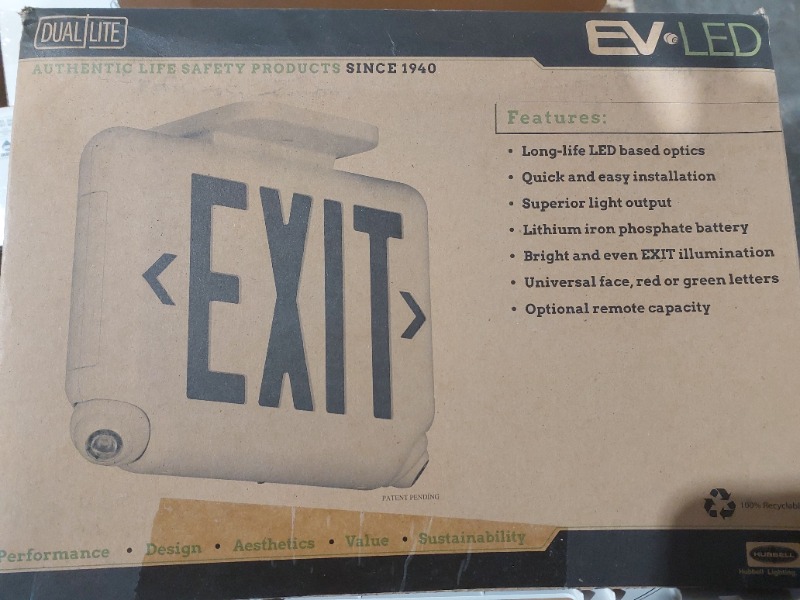 DUAL LITE
EV•LED
AUTHENTIC LIFE SAFETY PRODUCTS SINCE 1940
Features:
• Long-life LED based optics
• Quick and easy installation
• Superior light output
• Lithium iron phosphate battery
• Bright and even EXIT illumination
• Universal face, red or green letters
• Optional remote capacity
< EXIT >
PATENT PENDING
100% Recyclable
Performance • Design • Aesthetics • Value • Sustainability
HUBBELL
Hubbell Lighting